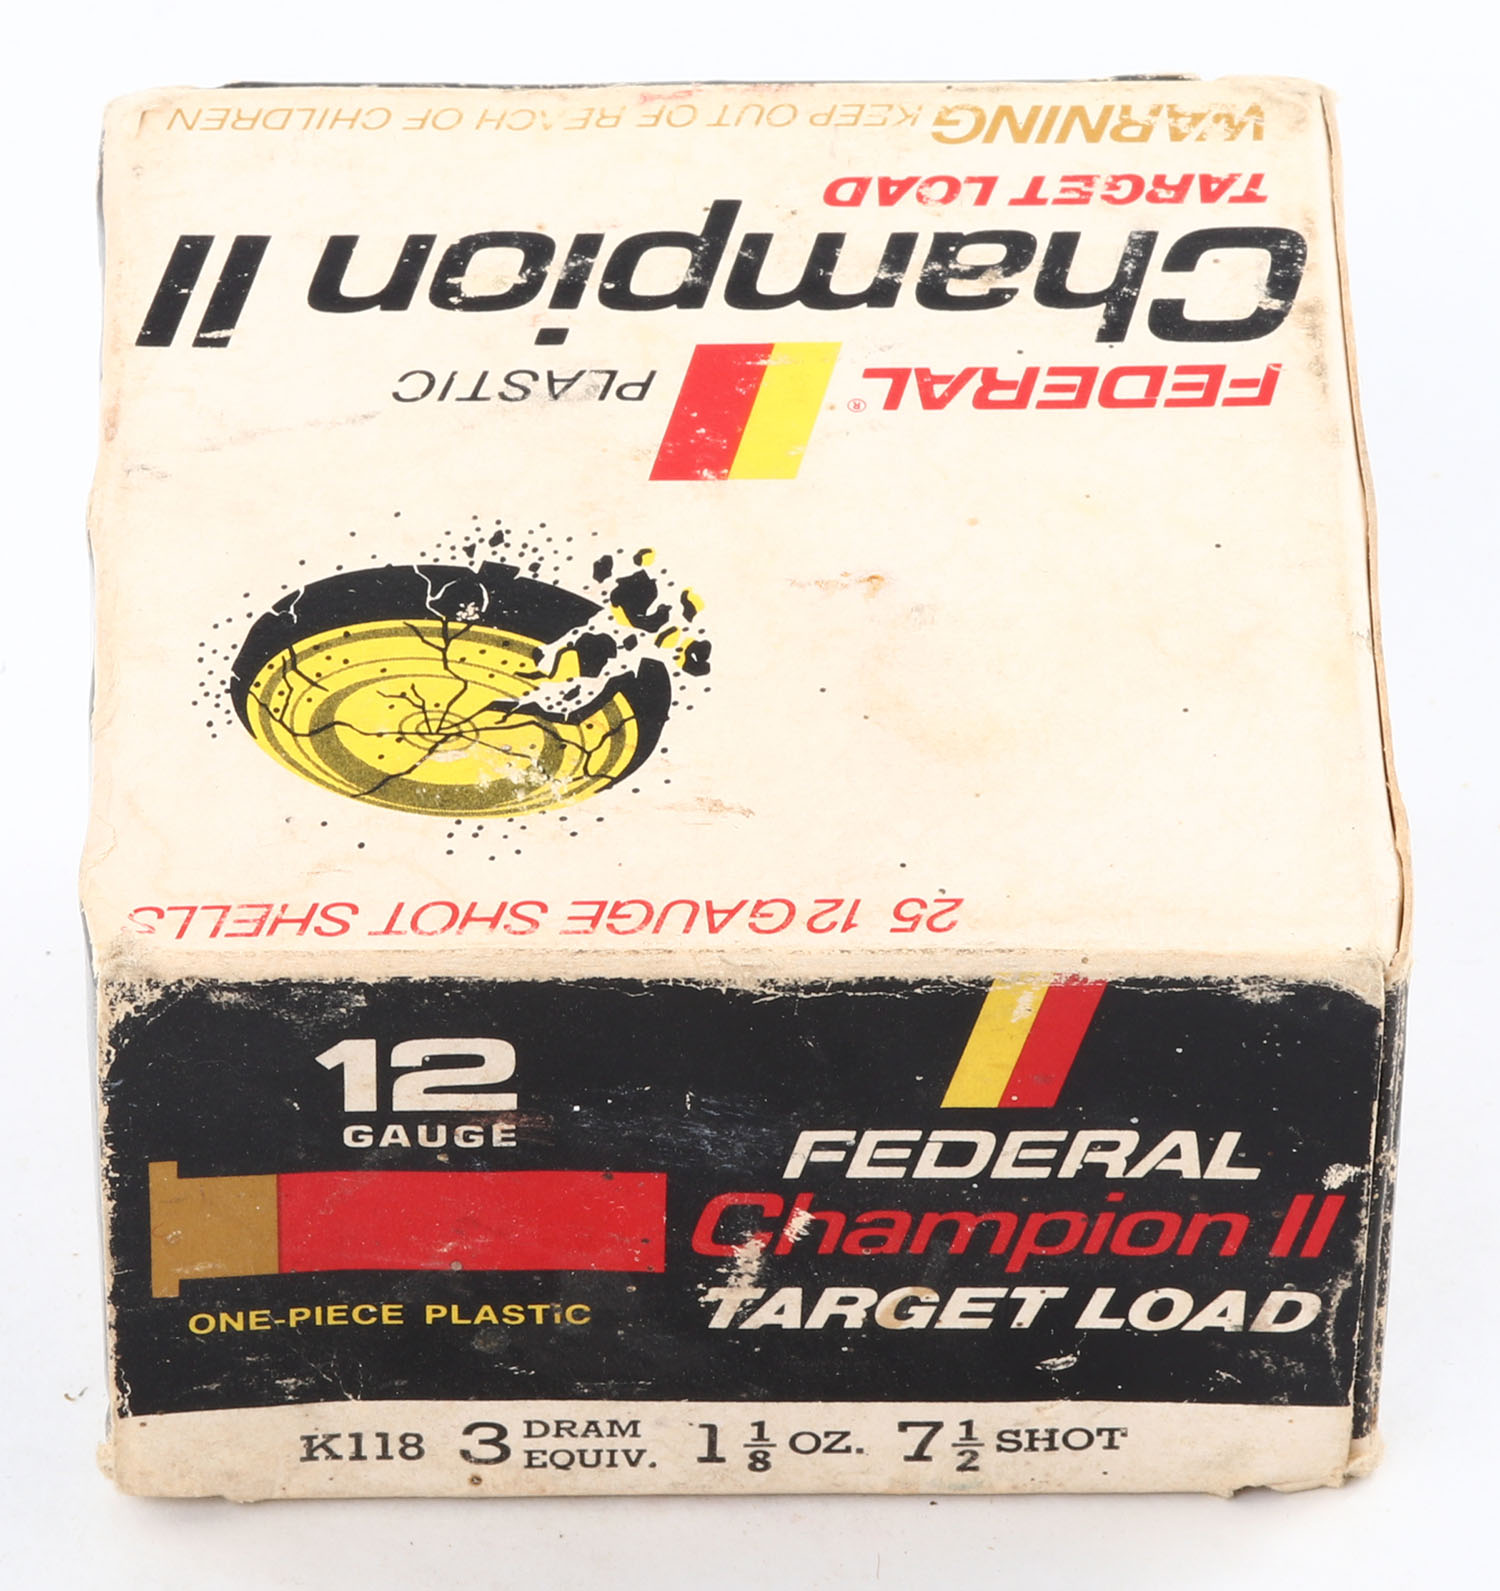 WARNING KEEP OUT OF REACH OF CHILDREN
TARGET LOAD
Champion II
FEDERAL® PLASTIC
25 12 GAUGE SHOT SHELLS
12
GAUGE
ONE-PIECE PLASTIC
FEDERAL
Champion II
TARGET LOAD
K118 3 DRAM EQUIV. 1 1/8 OZ. 7 1/2 SHOT